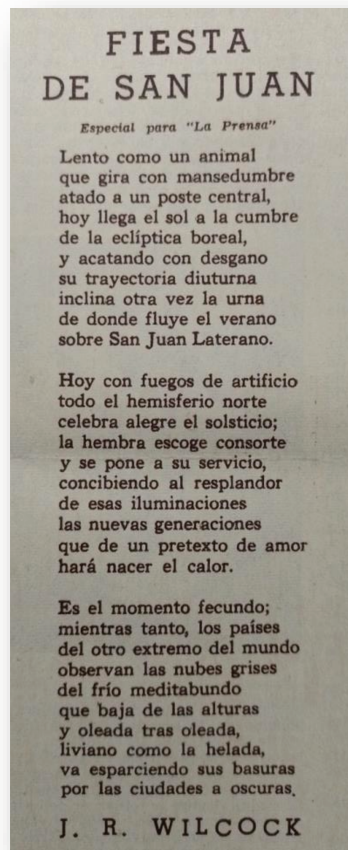 FIESTA
DE SAN JUAN
Especial para "La Prensa"
Lento como un animal
que gira con mansedumbre
atado a un poste central,
hoy llega el sol a la cumbre
de la eclíptica boreal,
y acatando con desgano
su trayectoria diuturna
inclina otra vez la urna
de donde fluye el verano
sobre San Juan Laterano.
Hoy con fuegos de artificio
todo el hemisferio norte
celebra alegre el solsticio;
la hembra escoge consorte
y se pone a su servicio,
concibiendo al resplandor
de esas iluminaciones
las nuevas generaciones
que de un pretexto de amor
hará nacer el calor.
Es el momento fecundo;
mientras tanto, los países
del otro extremo del mundo
observan las nubes grises
del frío meditabundo
que baja de las alturas
y oleada tras oleada,
liviano como la helada,
va esparciendo sus basuras
por las ciudades a oscuras.
J. R. WILCOCK